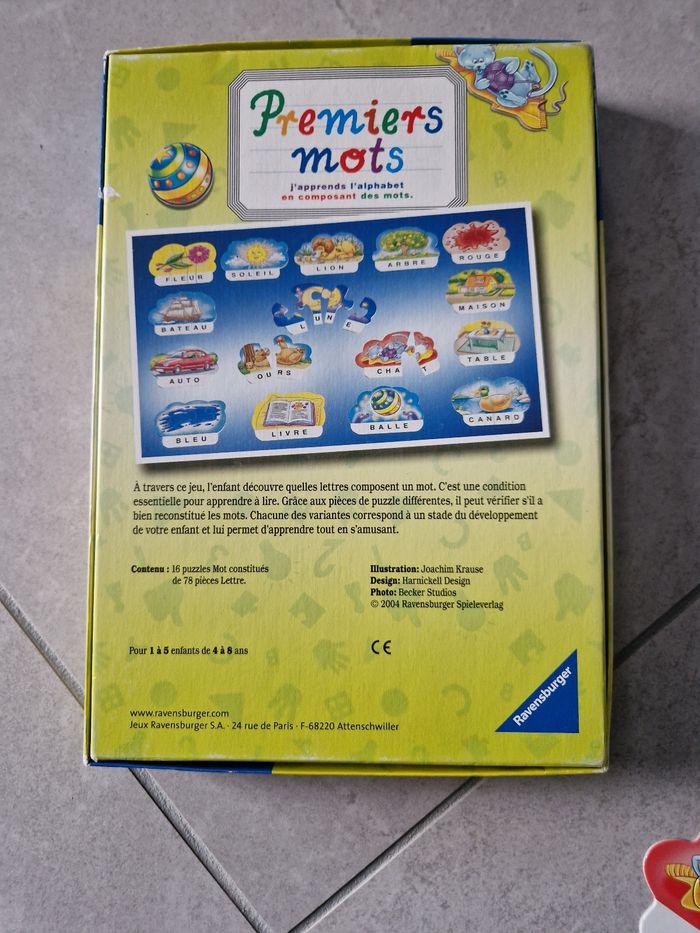 Premiers
mots
j'apprends l'alphabet
en composant des mots.
FLEUR
SOLEIL
LION
ARBRE
ROUGE
BATEAU
LUNE
MAISON
AUTO
OURS
CHAT
TABLE
BLEU
LIVRE
BALLE
CANARD
À travers ce jeu, l'enfant découvre quelles lettres composent un mot. C'est une condition
essentielle pour apprendre à lire. Grâce aux pièces de puzzle différentes, il peut vérifier s'il a
bien reconstitué les mots. Chacune des variantes correspond à un stade du développement
de votre enfant et lui permet d'apprendre tout en s'amusant.
Contenu : 16 puzzles Mot constitués
de 78 pièces Lettre.
Illustration: Joachim Krause
Design: Harnickell Design
Photo: Becker Studios
© 2004 Ravensburger Spieleverlag
Pour 1 à 5 enfants de 4 à 8 ans
CE
Ravensburger
www.ravensburger.com
Jeux Ravensburger S.A. · 24 rue de Paris · F-68220 Attenschwiller